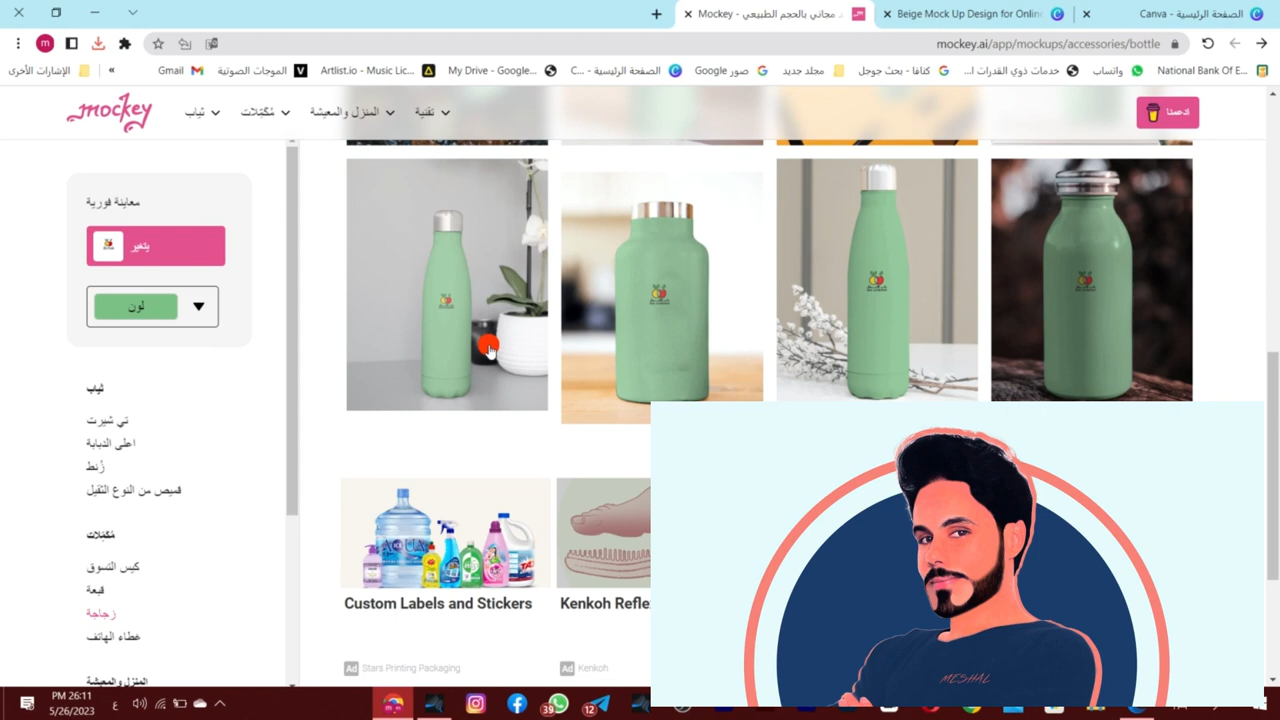 Mockey - مجاني بالحجم الطبيعي
Beige Mock Up Design for Onlin
Canva - الصفحة الرئيسية
m
mockey.ai/app/mockups/accessories/bottle
الإشارات الأخرى
«
Gmail
الموجات الصوتية
Artlist.io - Music Lic...
My Drive - Google...
الصفحة الرئيسية - C...
صور Google
مجلد جديد
كنافا - بحث جوجل
خدمات ذوي القدرات ا...
واتساب
National Bank Of E...
mockey
ثياب
مُكَمِّلات
المنزل والمعيشة
تقنية
ادعمنا
معاينة فورية
يتغير
لون
ثياب
تي شيرت
اعلى الدبابة
زُنط
قميص من النوع الثقيل
مُكَمِّلات
كيس التسوق
قبعة
زجاجة
غطاء الهاتف
المنزل والمعيشة
Custom Labels and Stickers
Kenkoh Refle
Ad Stars Printing Packaging
Ad Kenkoh
MESHAL
PM 26:11
5/26/2023
ع
39
12